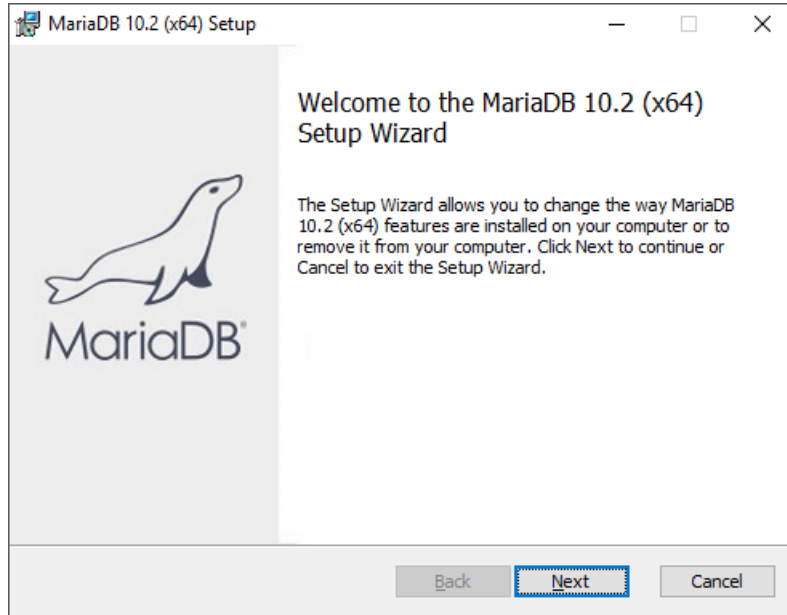 MariaDB 10.2 (x64) Setup
Welcome to the MariaDB 10.2 (x64)
Setup Wizard
The Setup Wizard allows you to change the way MariaDB
10.2 (x64) features are installed on your computer or to
remove it from your computer. Click Next to continue or
Cancel to exit the Setup Wizard.
MariaDB®
Back
Next
Cancel